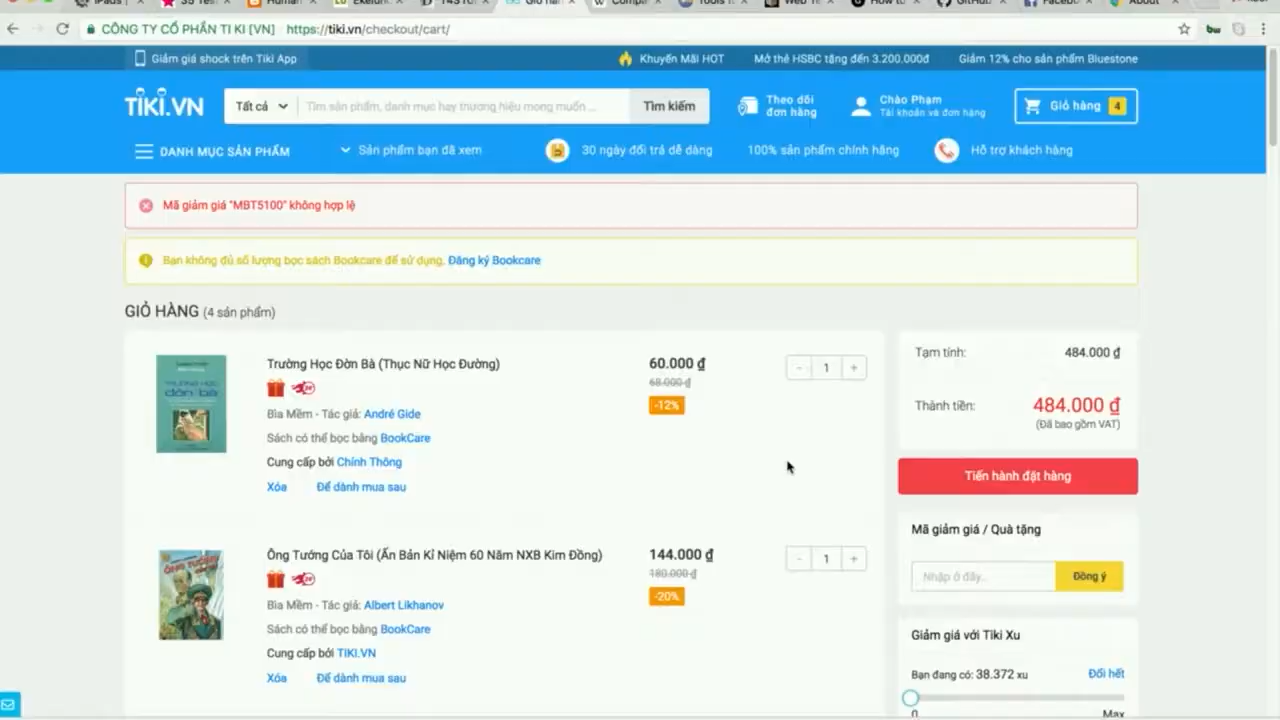 CÔNG TY CỔ PHẦN TI KI [VN] https://tiki.vn/checkout/cart/
Giảm giá shock trên Tiki App
Khuyến Mãi HOT
Mở thẻ HSBC tặng đến 3.200.000đ
Giảm 12% cho sản phẩm Bluestone
TIKI.VN
Tất cả
Tìm sản phẩm, danh mục hay thương hiệu mong muốn ...
Tìm kiếm
Theo dõi
đơn hàng
Chào Phạm
Tài khoản và đơn hàng
Giỏ hàng 4
DANH MỤC SẢN PHẨM
Sản phẩm bạn đã xem
30 ngày đổi trả dễ dàng
100% sản phẩm chính hãng
Hỗ trợ khách hàng
Mã giảm giá "MBT5100" không hợp lệ
Bạn không đủ số lượng bọc sách Bookcare để sử dụng. Đăng ký Bookcare
GIỎ HÀNG (4 sản phẩm)
Trường Học Đờn Bà (Thục Nữ Học Đường)
Bìa Mềm - Tác giả: André Gide
Sách có thể bọc bằng BookCare
Cung cấp bởi Chính Thông
Xóa
Để dành mua sau
60.000 ₫
68.000 ₫
-12%
- 1 +
Ông Tướng Của Tôi (Ấn Bản Kỉ Niệm 60 Năm NXB Kim Đồng)
Bìa Mềm - Tác giả: Albert Likhanov
Sách có thể bọc bằng BookCare
Cung cấp bởi TIKI.VN
Xóa
Để dành mua sau
144.000 ₫
180.000 ₫
-20%
- 1 +
Tạm tính: 484.000 ₫
Thành tiền: 484.000 ₫
(Đã bao gồm VAT)
Tiến hành đặt hàng
Mã giảm giá / Quà tặng
Nhập ở đây..
Đồng ý
Giảm giá với Tiki Xu
Bạn đang có: 38.372 xu
Đổi hết
0
Max